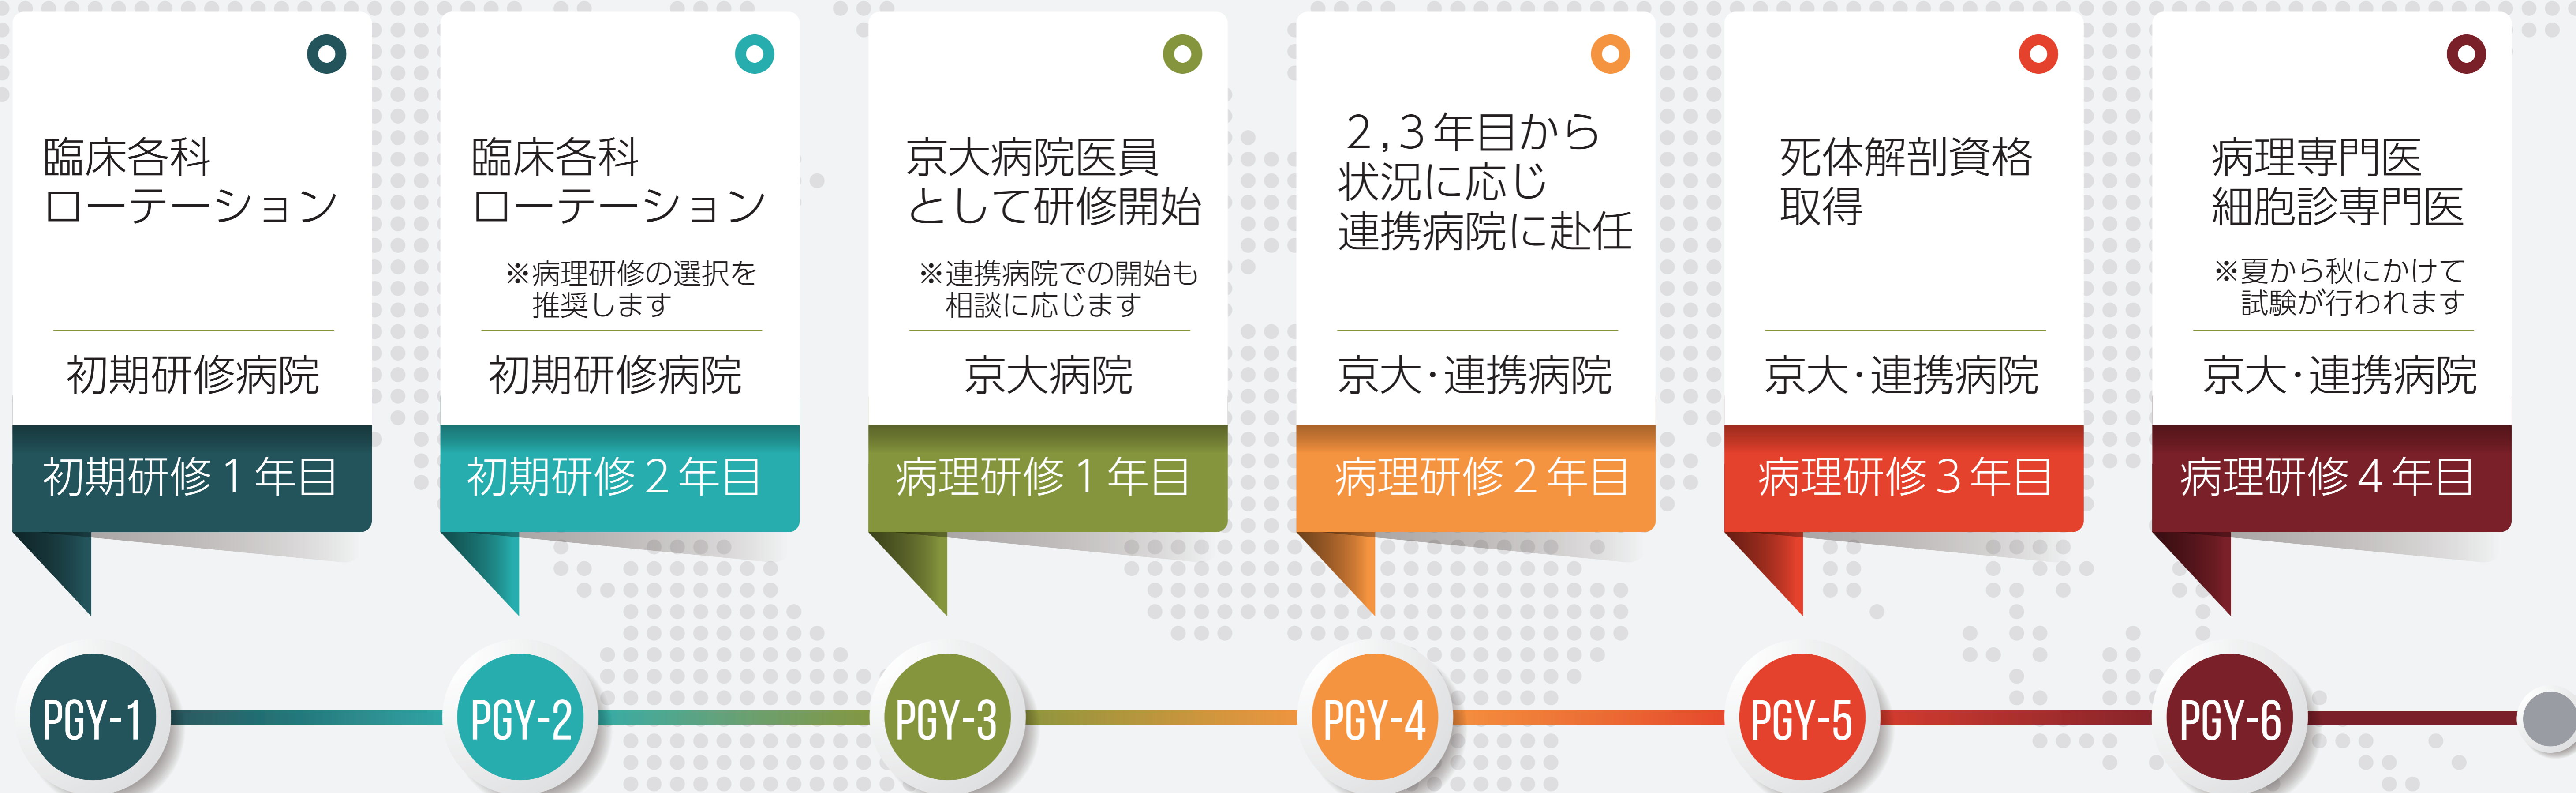 臨床各科
ローテーション
初期研修病院
初期研修１年目
PGY-1
臨床各科
ローテーション
※病理研修の選択を
推奨します
初期研修病院
初期研修２年目
PGY-2
京大病院医員
として研修開始
※連携病院での開始も
相談に応じます
京大病院
病理研修１年目
PGY-3
２,３年目から
状況に応じ
連携病院に赴任
京大・連携病院
病理研修２年目
PGY-4
死体解剖資格
取得
京大・連携病院
病理研修３年目
PGY-5
病理専門医
細胞診専門医
※夏から秋にかけて
試験が行われます
京大・連携病院
病理研修４年目
PGY-6